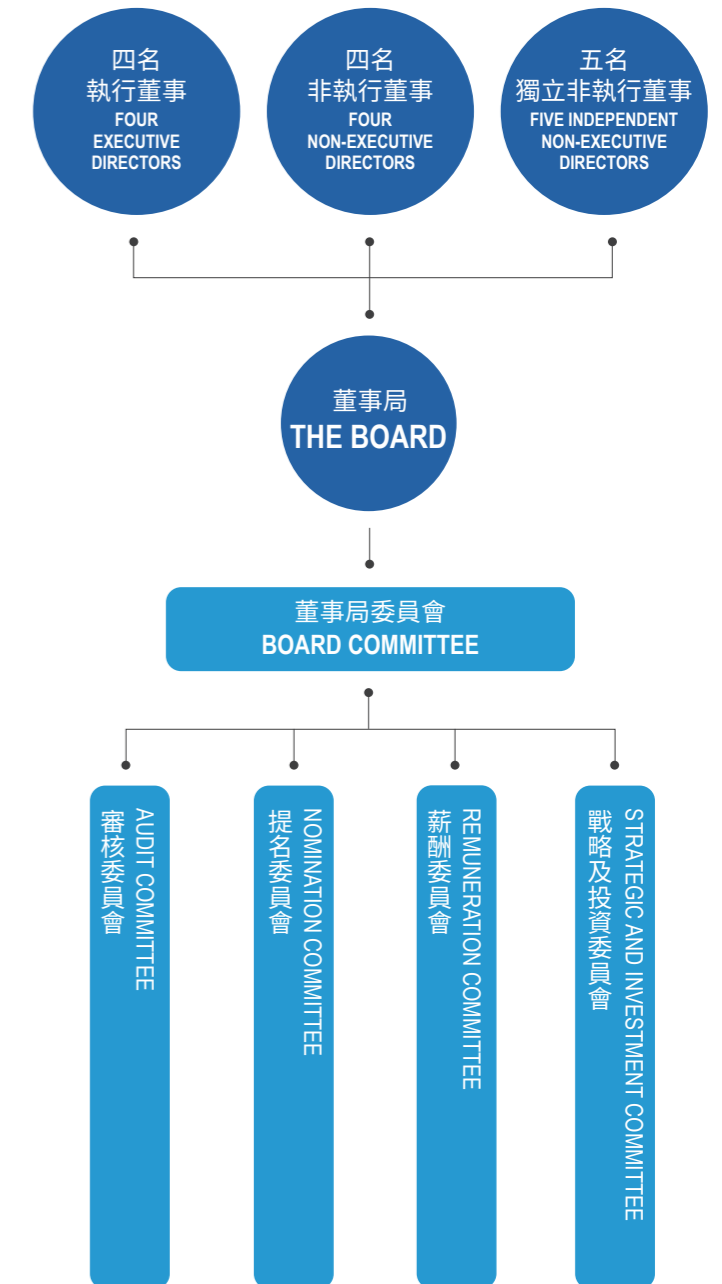 四名
執行董事
FOUR
EXECUTIVE
DIRECTORS
四名
非執行董事
FOUR
NON-EXECUTIVE
DIRECTORS
五名
獨立非執行董事
FIVE INDEPENDENT
NON-EXECUTIVE
DIRECTORS
董事局
THE BOARD
董事局委員會
BOARD COMMITTEE
審核委員會
AUDIT COMMITTEE
提名委員會
NOMINATION COMMITTEE
薪酬委員會
REMUNERATION COMMITTEE
戰略及投資委員會
STRATEGIC AND INVESTMENT COMMITTEE